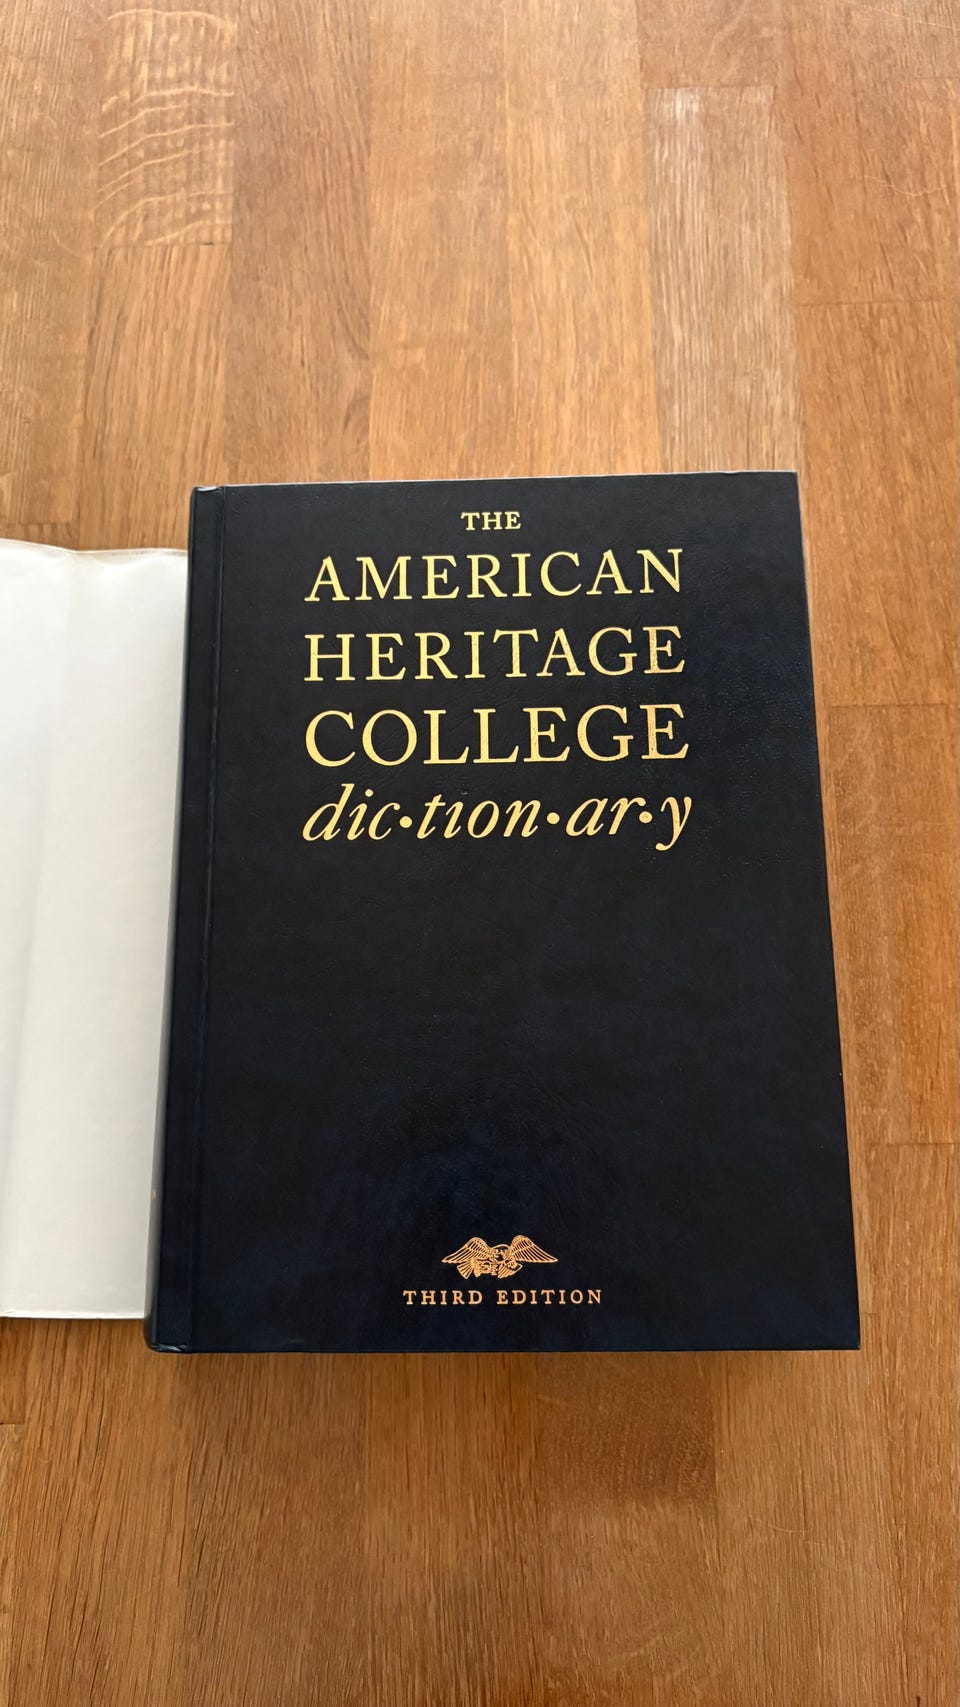 THE
AMERICAN
HERITAGE
COLLEGE
dic•tion•ar•y
THIRD EDITION